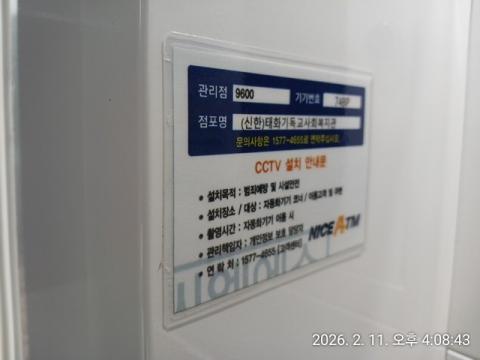 관리점 9600 기기번호
점포명 (신한)태화기독교사회복지관
문의사항은 1577-4655로 연락주십시오
CCTV 설치 안내문
• 설치목적 : 범죄예방 및 시설안전
• 설치장소 / 대상 : 자동화기기 코너 / 이용고객 및 주변
• 촬영시간 : 자동화기기 이용 시
• 관리책임자 : 개인정보 보호 담당자
• 연 락 처 : 1577-4655 (고객센터)
NICE ATM
2026. 2. 11. 오후 4:08:43